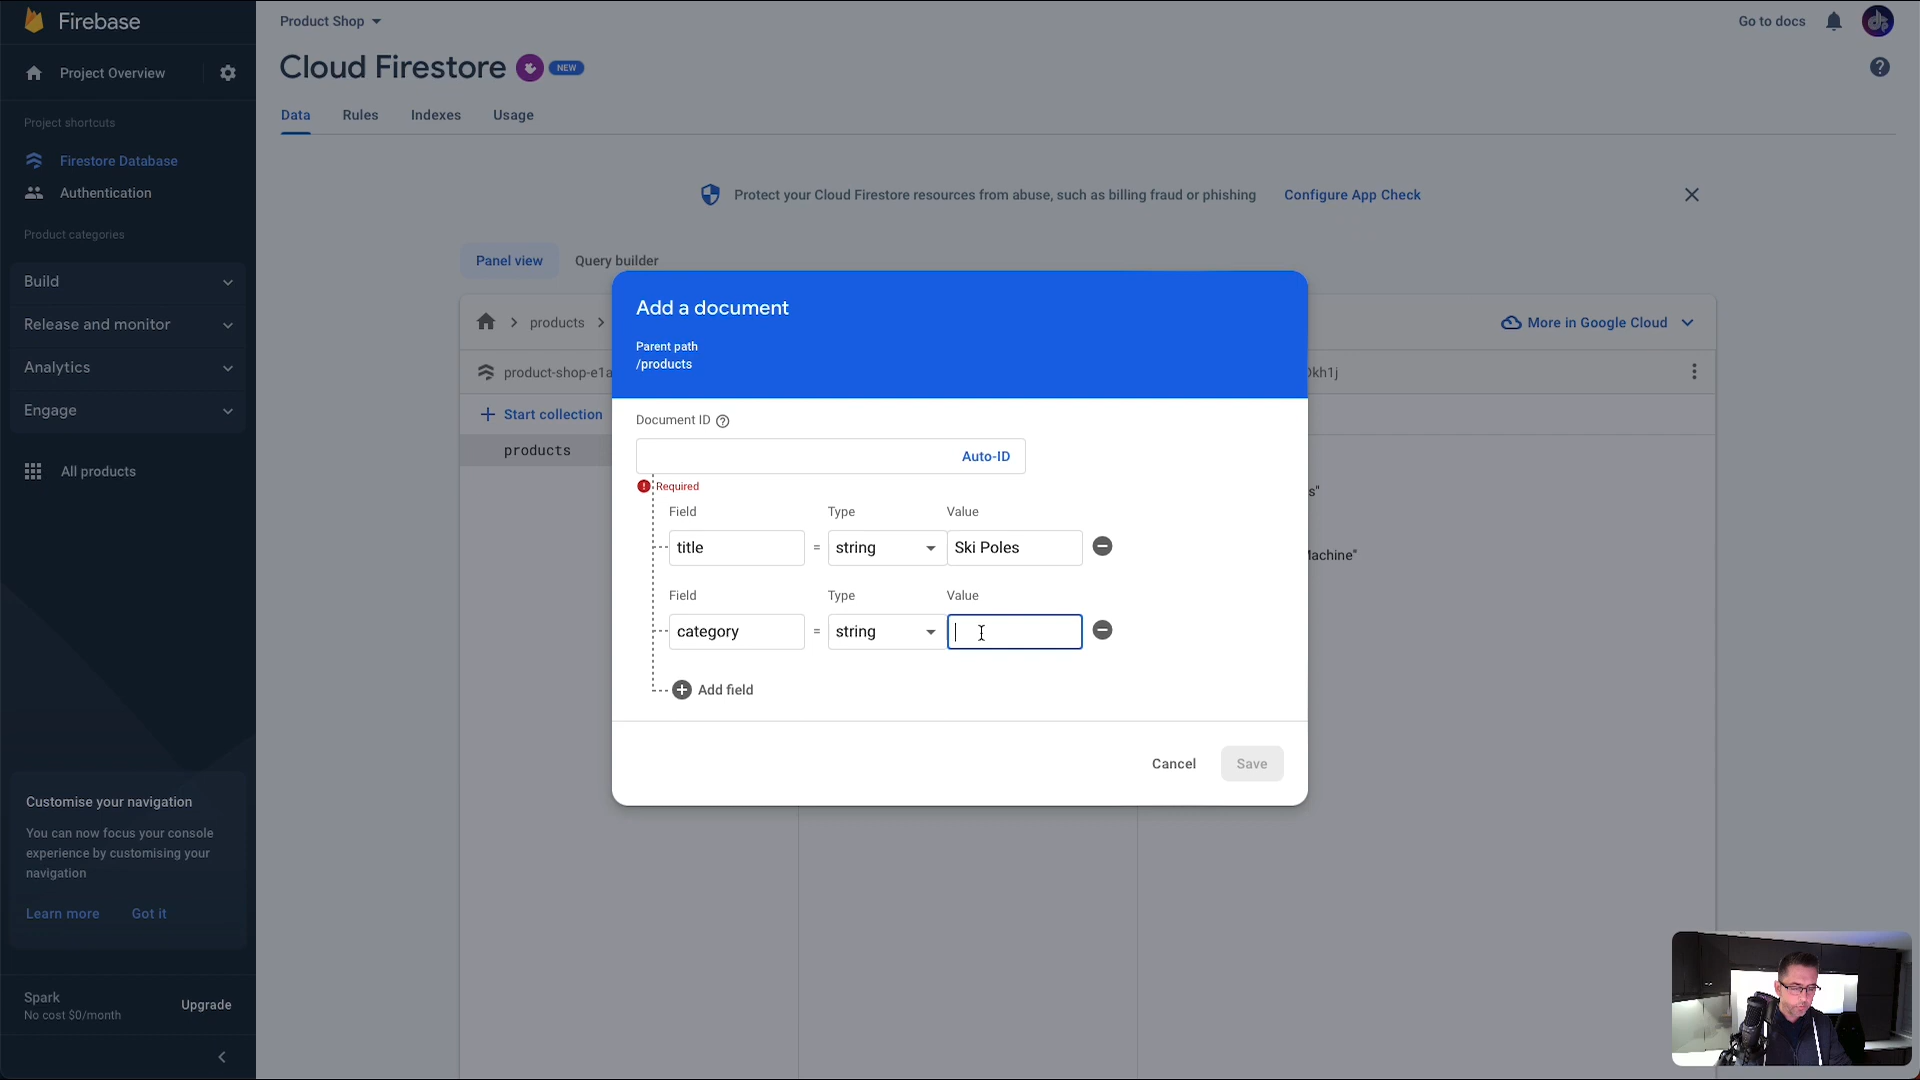 Firebase
Product Shop
Go to docs
Project Overview
Cloud Firestore
NEW
Data
Rules
Indexes
Usage
Project shortcuts
Firestore Database
Authentication
Protect your Cloud Firestore resources from abuse, such as billing fraud or phishing
Configure App Check
Product categories
Build
Release and monitor
Analytics
Engage
All products
Panel view
Query builder
products
More in Google Cloud
product-shop-e1a
kh1j
Start collection
products
s"
Machine"
Add a document
Parent path
/products
Document ID
Auto-ID
Required
Field
Type
Value
title
=
string
Ski Poles
Field
Type
Value
category
=
string
Add field
Cancel
Save
Customise your navigation
You can now focus your console
experience by customising your
navigation
Learn more
Got it
Spark
No cost $0/month
Upgrade